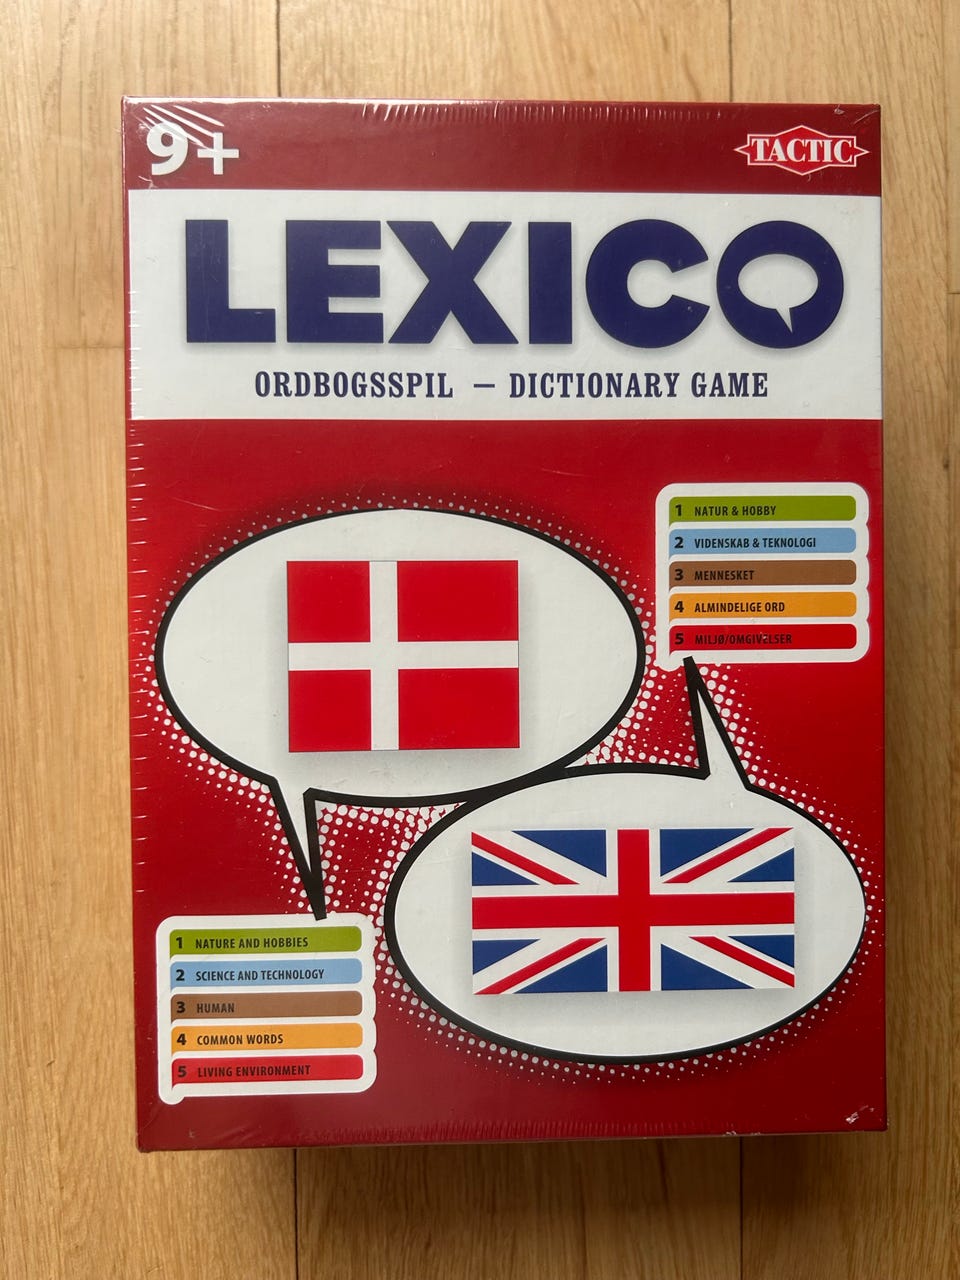 9+
TACTIC
LEXICO
ORDBOGSSPIL – DICTIONARY GAME
1 NATUR & HOBBY
2 VIDENSKAB & TEKNOLOGI
3 MENNESKET
4 ALMINDELIGE ORD
5 MILJØ/OMGIVELSER
1 NATURE AND HOBBIES
2 SCIENCE AND TECHNOLOGY
3 HUMAN
4 COMMON WORDS
5 LIVING ENVIRONMENT